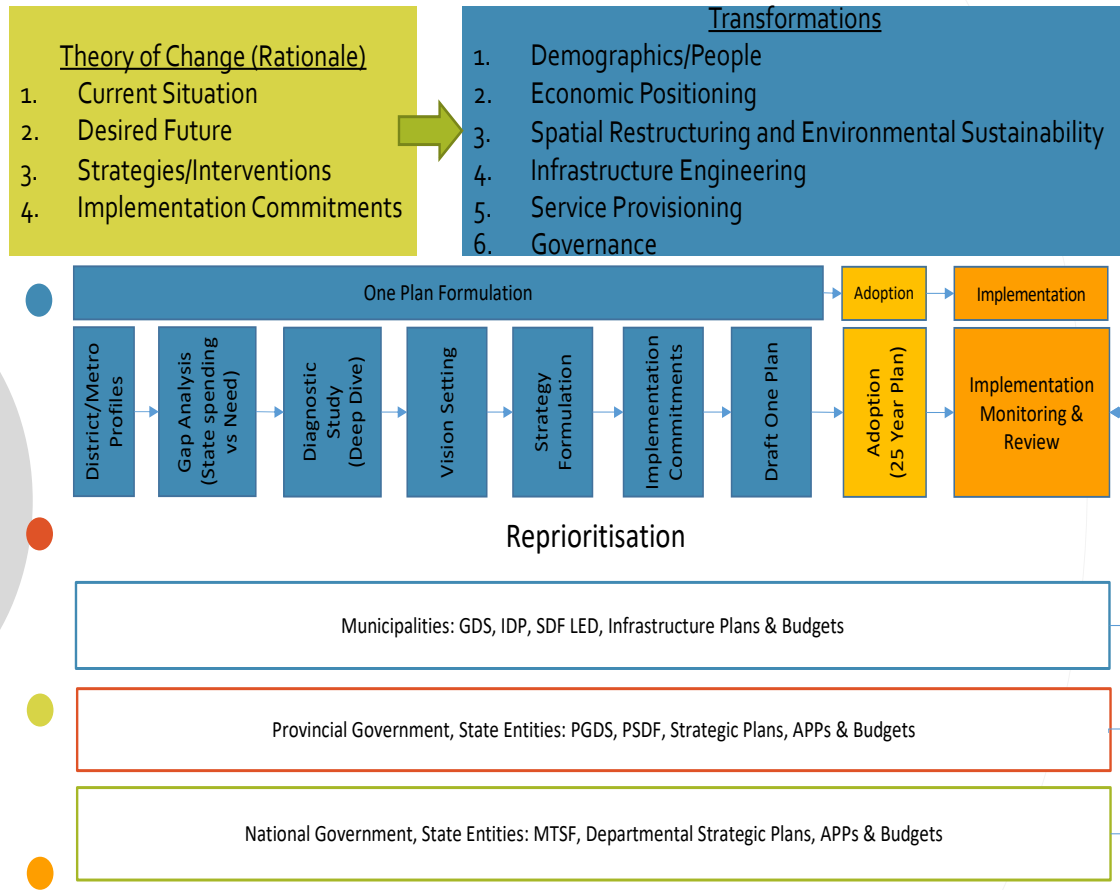 Theory of Change (Rationale)
1. Current Situation
2. Desired Future
3. Strategies/Interventions
4. Implementation Commitments
Transformations
1. Demographics/People
2. Economic Positioning
3. Spatial Restructuring and Environmental Sustainability
4. Infrastructure Engineering
5. Service Provisioning
6. Governance
One Plan Formulation
Adoption
Implementation
District/Metro
Profiles
Gap Analysis
(State spending
vs Need)
Diagnostic
Study
(Deep Dive)
Vision Setting
Strategy
Formulation
Implementation
Commitments
Draft One Plan
Adoption
(25 Year Plan)
Implementation
Monitoring &
Review
Reprioritisation
Municipalities: GDS, IDP, SDF LED, Infrastructure Plans & Budgets
Provincial Government, State Entities: PGDS, PSDF, Strategic Plans, APPs & Budgets
National Government, State Entities: MTSF, Departmental Strategic Plans, APPs & Budgets